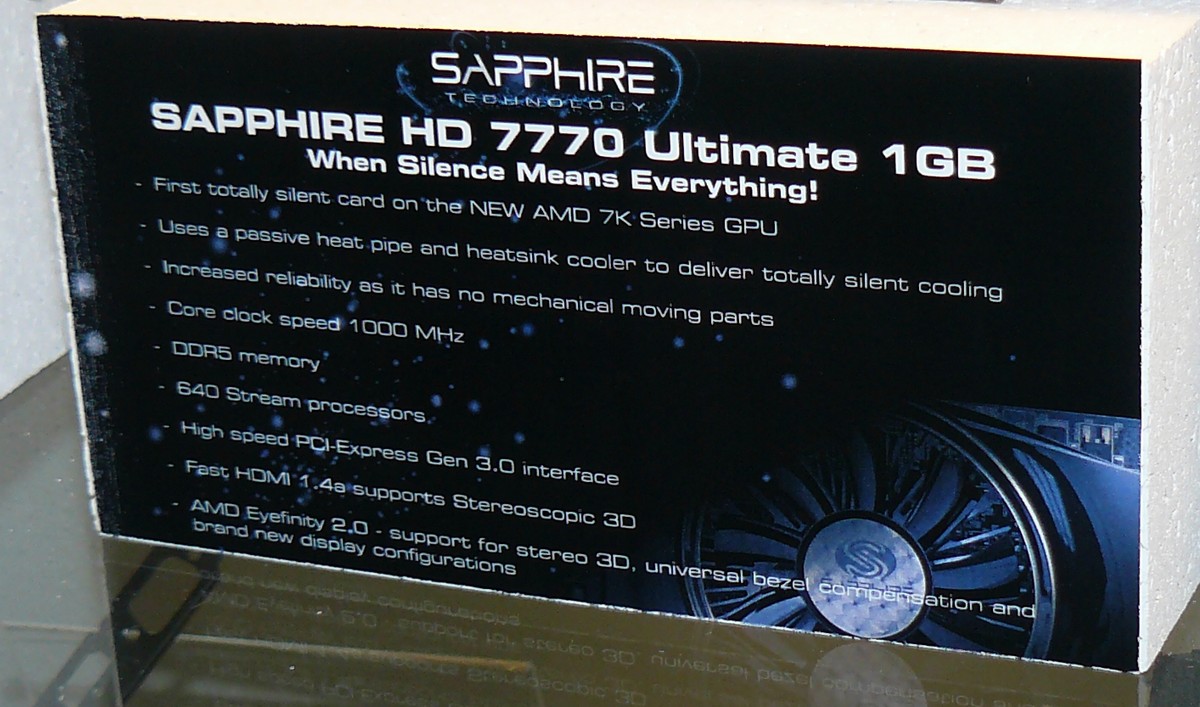 SAPPHIRE
TECHNOLOGY
SAPPHIRE HD 7770 Ultimate 1GB
When Silence Means Everything!
- First totally silent card on the NEW AMD 7K Series GPU
- Uses a passive heat pipe and heatsink cooler to deliver totally silent cooling
- Increased reliability as it has no mechanical moving parts
- Core clock speed 1000 MHz
- DDR5 memory
- 640 Stream processors
- High speed PCI-Express Gen 3.0 interface
- Fast HDMI 1.4a supports Stereoscopic 3D
- AMD Eyefinity 2.0 - support for stereo 3D, universal bezel compensation and
brand new display configurations